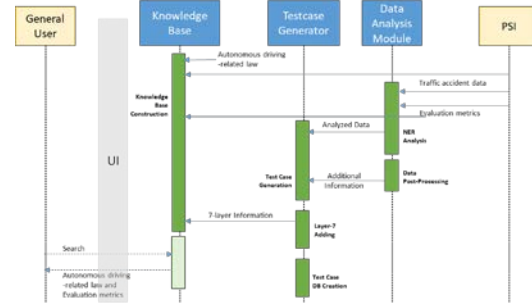 General
User
Knowledge
Base
Testcase
Generator
Data
Analysis
Module
PSI
Autonomous driving
-related law
Traffic accident data
Knowledge
Base
Construction
Evaluation metrics
Analyzed Data
NER
Analysis
UI
Test Case
Generation
Additional
Information
Data
Post-Processing
7-layer Information
Layer-7
Adding
Search
Autonomous driving
-related law and
Evaluation metrics
Test Case
DB Creation